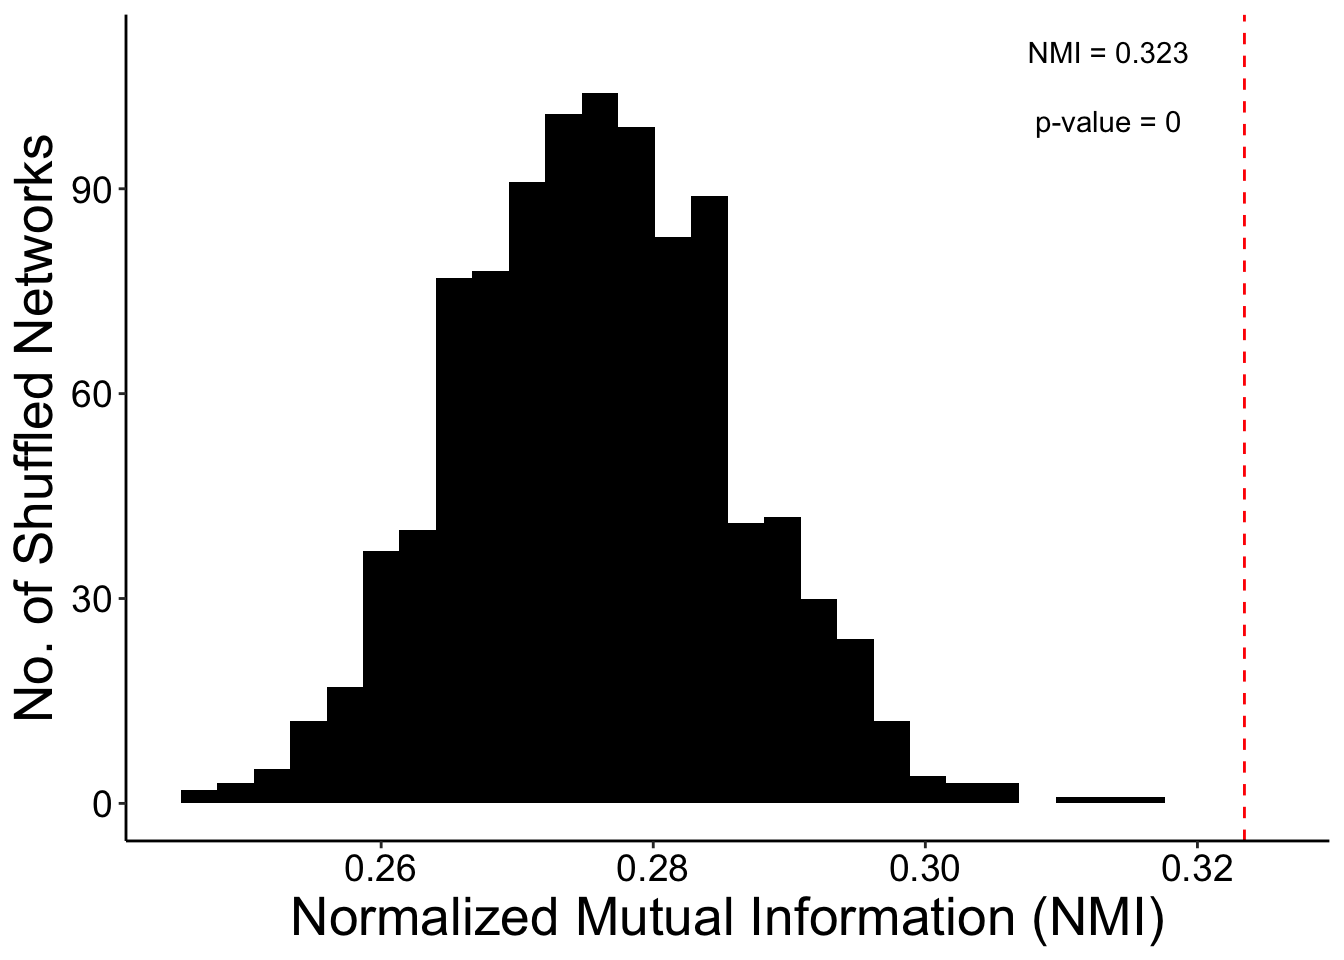 NMI = 0.323
p-value = 0
No. of Shuffled Networks
90
60
30
0
0.26
0.28
0.30
0.32
Normalized Mutual Information (NMI)